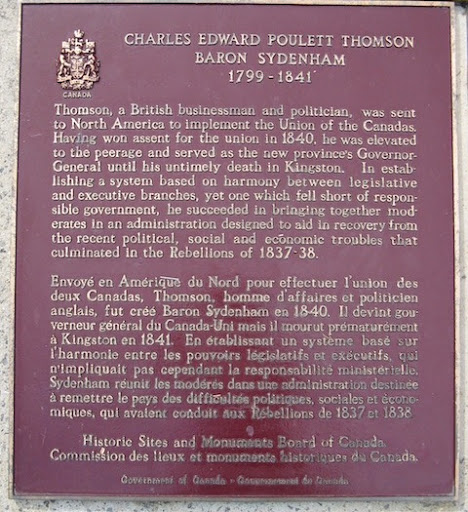 CANADA
CHARLES EDWARD POULETT THOMSON
BARON SYDENHAM
1799-1841
Thomson, a British businessman and politician, was sent
to North America to implement the Union of the Canadas.
Having won assent for the union in 1840, he was elevated
to the peerage and served as the new province's Governor-
General until his untimely death in Kingston. In estab-
lishing a system based on harmony between legislative
and executive branches, yet one which fell short of respon-
sible government, he succeeded in bringing together mod-
erates in an administration designed to aid in recovery from
the recent political, social and economic troubles that
culminated in the Rebellions of 1837-38.
Envoyé en Amérique du Nord pour effectuer l'union des
deux Canadas, Thomson, homme d'affaires et politicien
anglais, fut créé Baron Sydenham en 1840. Il devint gou-
verneur général du Canada-Uni mais il mourut prématurément
à Kingston en 1841. En établissant un système basé sur
l'harmonie entre les pouvoirs législatifs et exécutifs, qui
n'impliquait pas cependant la responsabilité ministérielle,
Sydenham réunit les modérés dans une administration destinée
à remettre le pays des difficultés politiques, sociales et écono-
miques, qui avaient conduit aux Rébellions de 1837 et 1838
Historic Sites and Monuments Board of Canada.
Commission des lieux et monuments historiques du Canada.
Government of Canada - Gouvernement du Canada